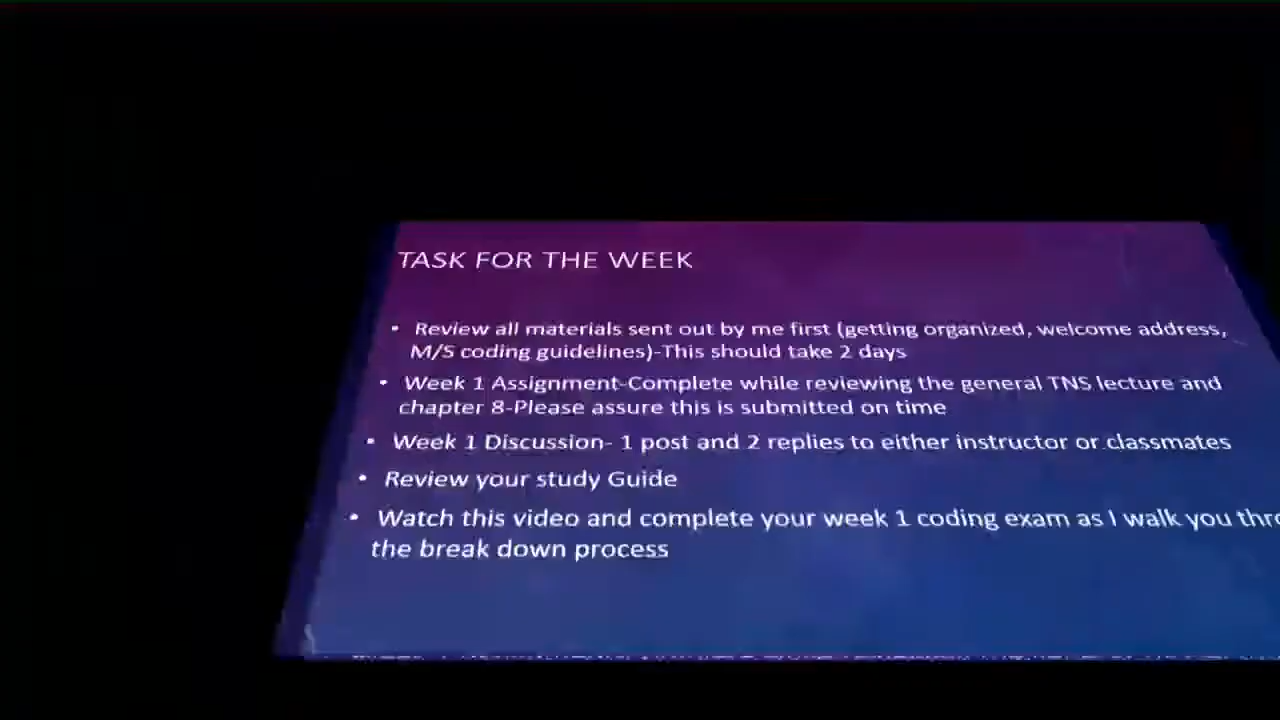 TASK FOR THE WEEK
• Review all materials sent out by me first (getting organized, welcome address,
M/S coding guidelines)-This should take 2 days
• Week 1 Assignment-Complete while reviewing the general TNS lecture and
chapter 8-Please assure this is submitted on time
• Week 1 Discussion- 1 post and 2 replies to either instructor or classmates
• Review your study Guide
• Watch this video and complete your week 1 coding exam as I walk you
the break down process